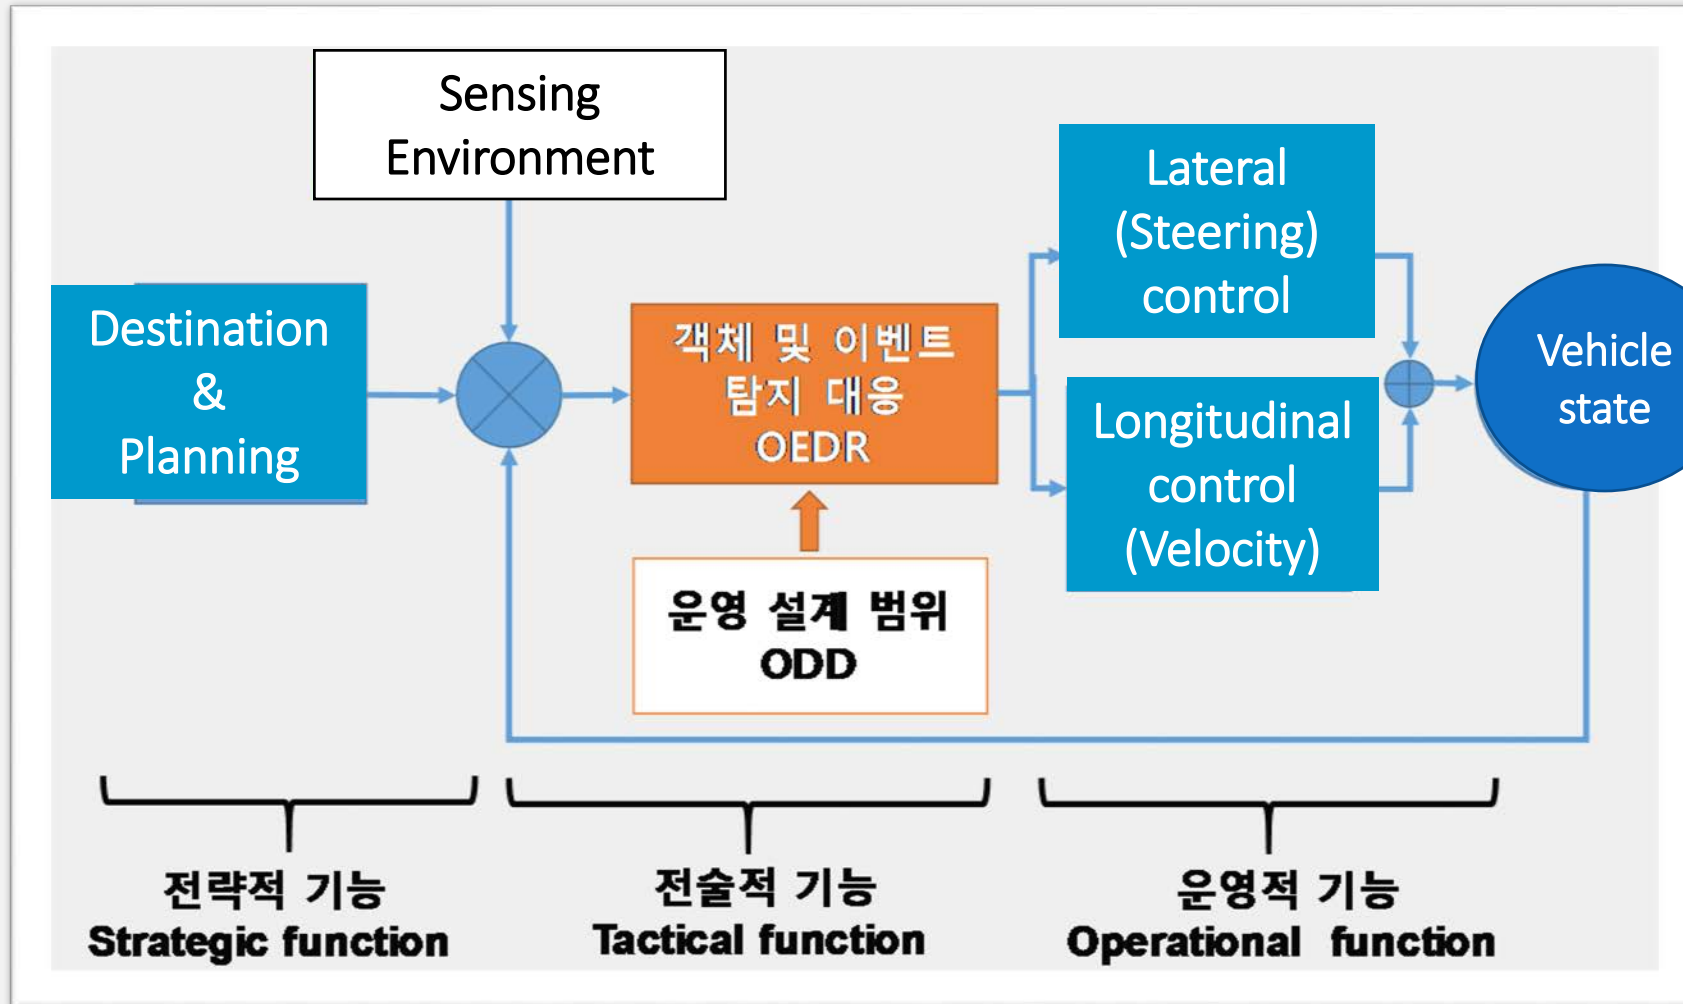 Sensing
Environment
Destination
&
Planning
객체 및 이벤트
탐지 대응
OEDR
운영 설계 범위
ODD
Lateral
(Steering)
control
Longitudinal
control
(Velocity)
Vehicle
state
전략적 기능
Strategic function
전술적 기능
Tactical function
운영적 기능
Operational function